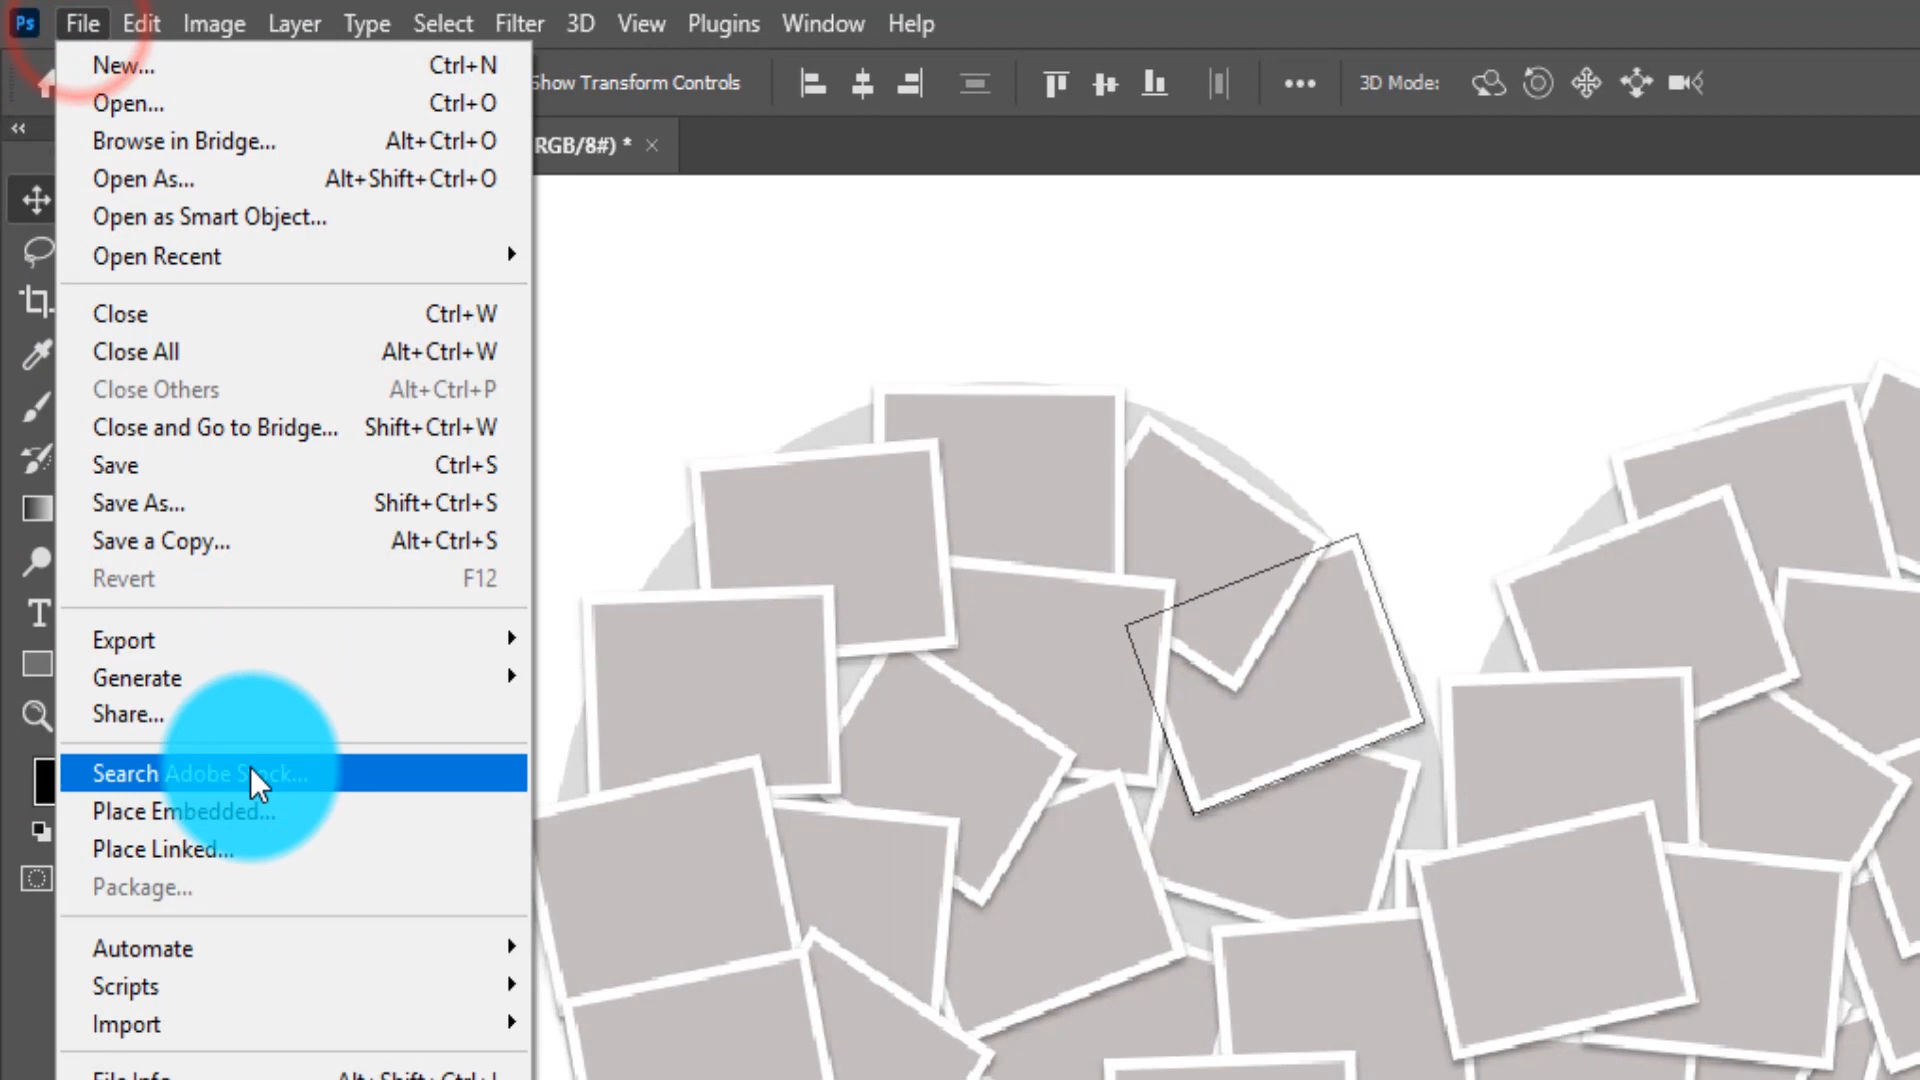 Ps File Edit Image Layer Type Select Filter 3D View Plugins Window Help
Show Transform Controls 3D Mode:
RGB/8#) * ×
New... Ctrl+N
Open... Ctrl+O
Browse in Bridge... Alt+Ctrl+O
Open As... Alt+Shift+Ctrl+O
Open as Smart Object...
Open Recent
Close Ctrl+W
Close All Alt+Ctrl+W
Close Others Alt+Ctrl+P
Close and Go to Bridge... Shift+Ctrl+W
Save Ctrl+S
Save As... Shift+Ctrl+S
Save a Copy... Alt+Ctrl+S
Revert F12
Export
Generate
Share...
Search Adobe Stock...
Place Embedded...
Place Linked...
Package...
Automate
Scripts
Import
File Info... Alt+Shift+Ctrl+I